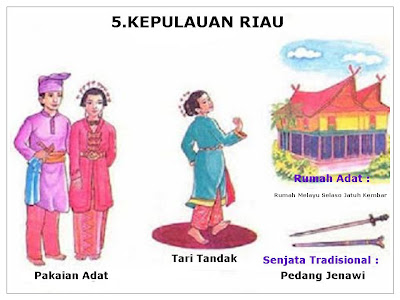 5.KEPULAUAN RIAU
Rumah Adat :
Rumah Melayu Selaso Jatuh Kembar
Pakaian Adat
Tari Tandak
Senjata Tradisional :
Pedang Jenawi